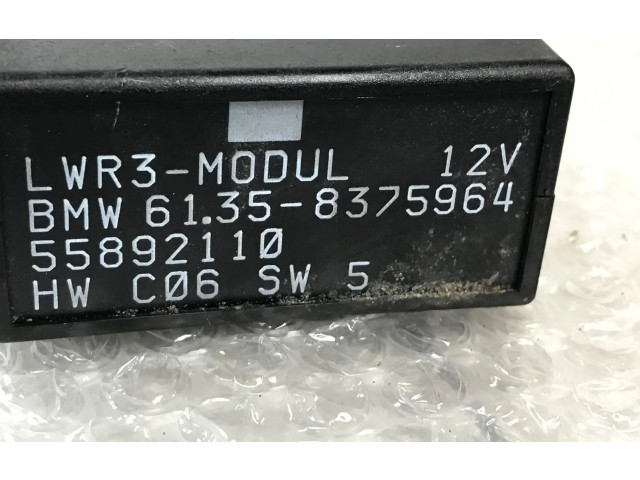 LWR3-MODUL 12V
BMW 61.35-8375964
55892110
HW C06 SW 5